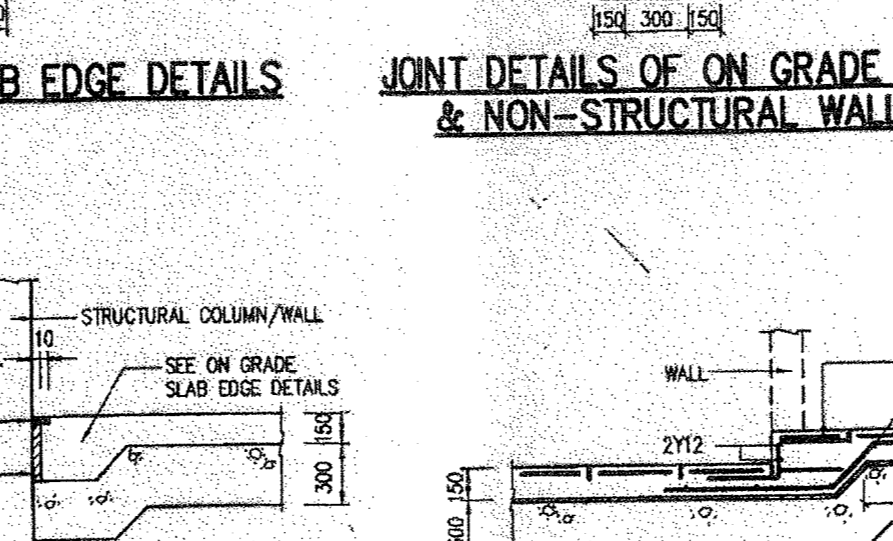 150 300 150
B EDGE DETAILS
JOINT DETAILS OF ON GRADE
& NON-STRUCTURAL WALL
STRUCTURAL COLUMN/WALL
10
SEE ON GRADE
SLAB EDGE DETAILS
150
300
WALL
2Y12
150